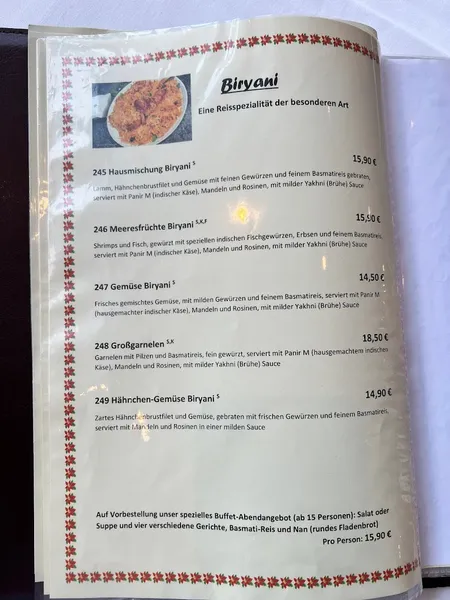 Biryani
Eine Reisspezialität der besonderen Art
245 Hausmischung Biryani S 15,90 €
Lamm, Hähnchenbrustfilet und Gemüse mit feinen Gewürzen und feinem Basmatireis gebraten,
serviert mit Panir M (indischer Käse), Mandeln und Rosinen, mit milder Yakhni (Brühe) Sauce
246 Meeresfrüchte Biryani S,K,F 15,90 €
Shrimps und Fisch, gewürzt mit speziellen indischen Fischgewürzen, Erbsen und feinem Basmatireis,
serviert mit Panir M (indischer Käse), Mandeln und Rosinen, mit milder Yakhni (Brühe) Sauce
247 Gemüse Biryani S 14,50 €
Frisches gemischtes Gemüse, mit milden Gewürzen und feinem Basmatireis, serviert mit Panir M
(hausgemachter indischer Käse), Mandeln und Rosinen, mit milder Yakhni (Brühe) Sauce
248 Großgarnelen S,K 18,50 €
Garnelen mit Pilzen und Basmatireis, fein gewürzt, serviert mit Panir M (hausgemachtem indischen
Käse), Mandeln und Rosinen, mit milder Yakhni (Brühe) Sauce
249 Hähnchen-Gemüse Biryani S 14,90 €
Zartes Hähnchenbrustfilet und Gemüse, gebraten mit frischen Gewürzen und feinem Basmatireis,
serviert mit Mandeln und Rosinen in einer milden Sauce
Auf Vorbestellung unser spezielles Buffet-Abendangebot (ab 15 Personen): Salat oder
Suppe und vier verschiedene Gerichte, Basmati-Reis und Nan (rundes Fladenbrot)
Pro Person: 15,90 €